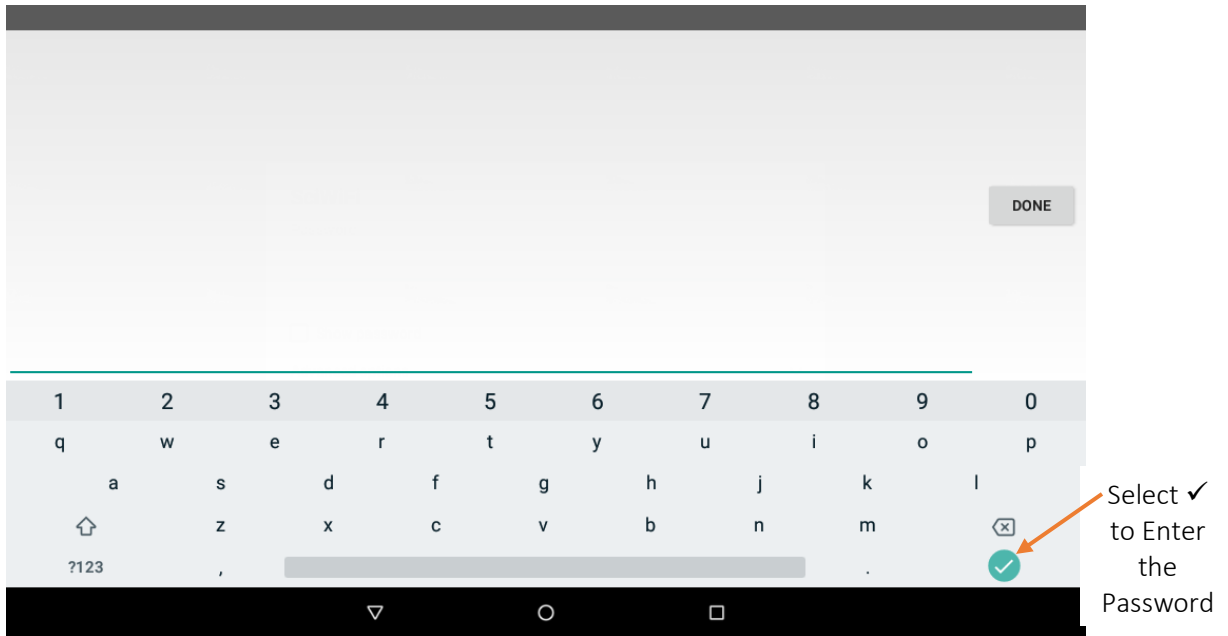 DONE
1 2 3 4 5 6 7 8 9 0
q w e r t y u i o p
a s d f g h j k l
z x c v b n m
?123 , .
Select ✓
to Enter
the
Password